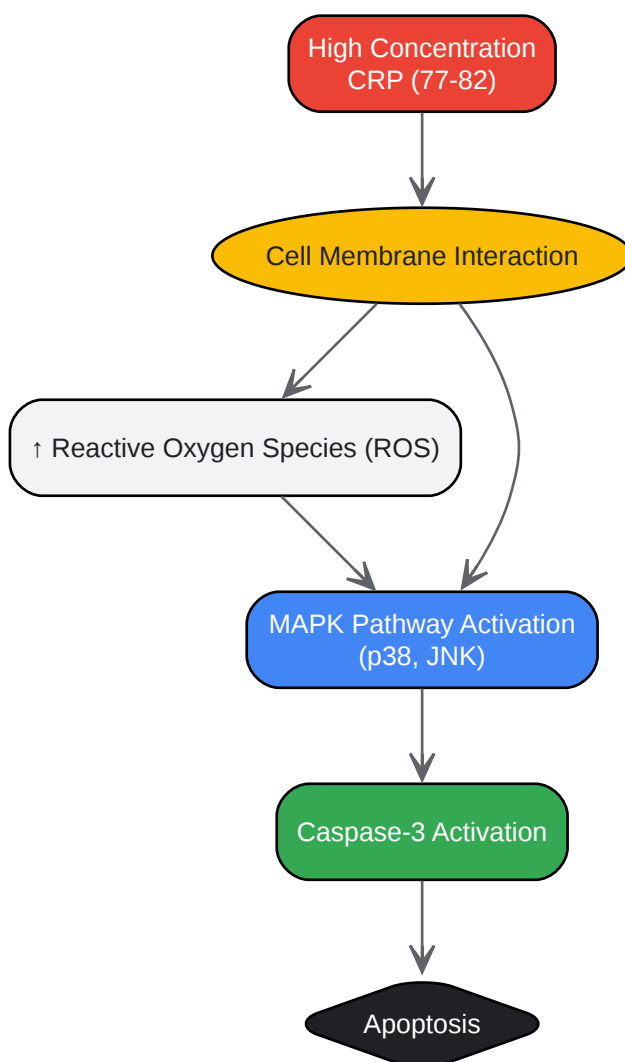 High Concentration
CRP (77-82)
Cell Membrane Interaction
↑ Reactive Oxygen Species (ROS)
MAPK Pathway Activation
(p38, JNK)
Caspase-3 Activation
Apoptosis